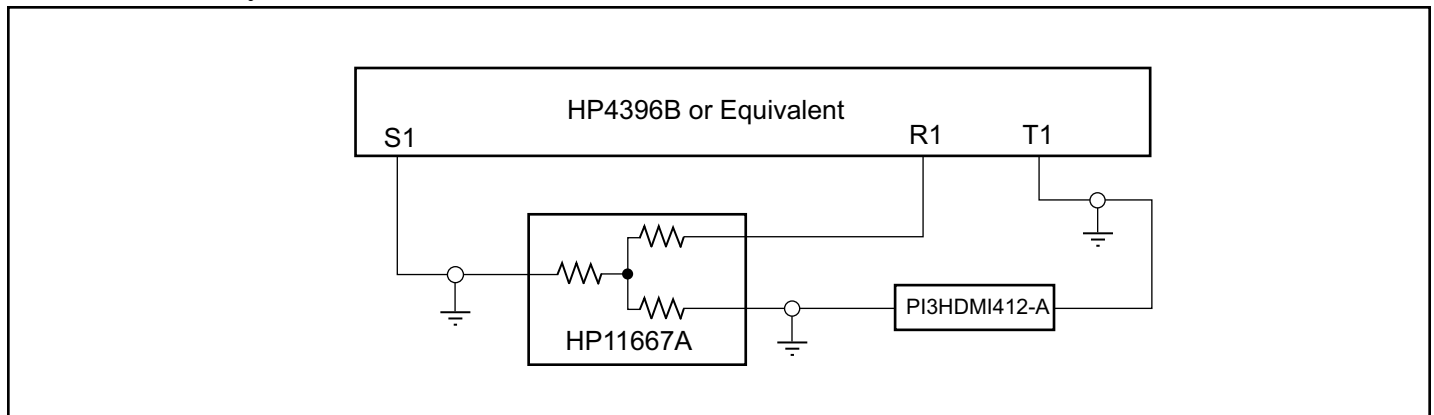 HP4396B or Equivalent
S1
R1
T1
PI3HDMI412-A
HP11667A